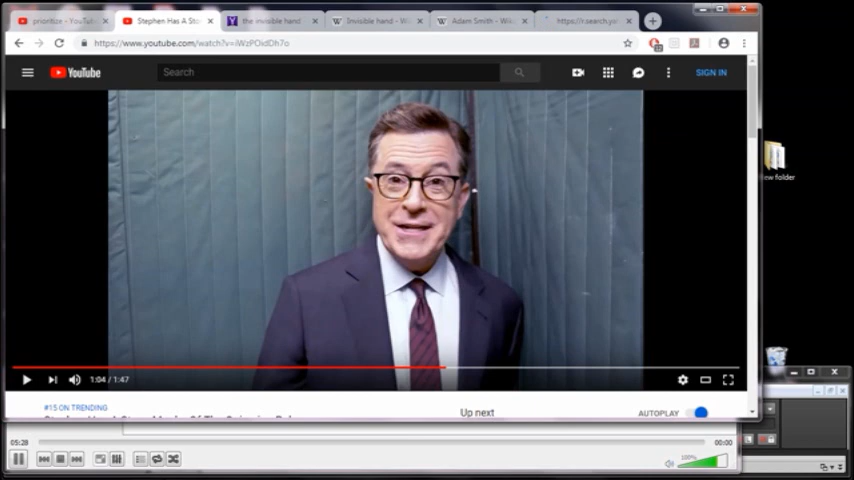 prioritize - YouTu
Stephen Has A Sto
the invisible hand
Invisible hand - Wi
Adam Smith - Wiki
https://r.search.ya
https://www.youtube.com/watch?v=iWzPOidDh7o
YouTube
Search
SIGN IN
New folder
1:04 / 1:47
#15 ON TRENDING
Up next
AUTOPLAY
05:28
00:00
100%